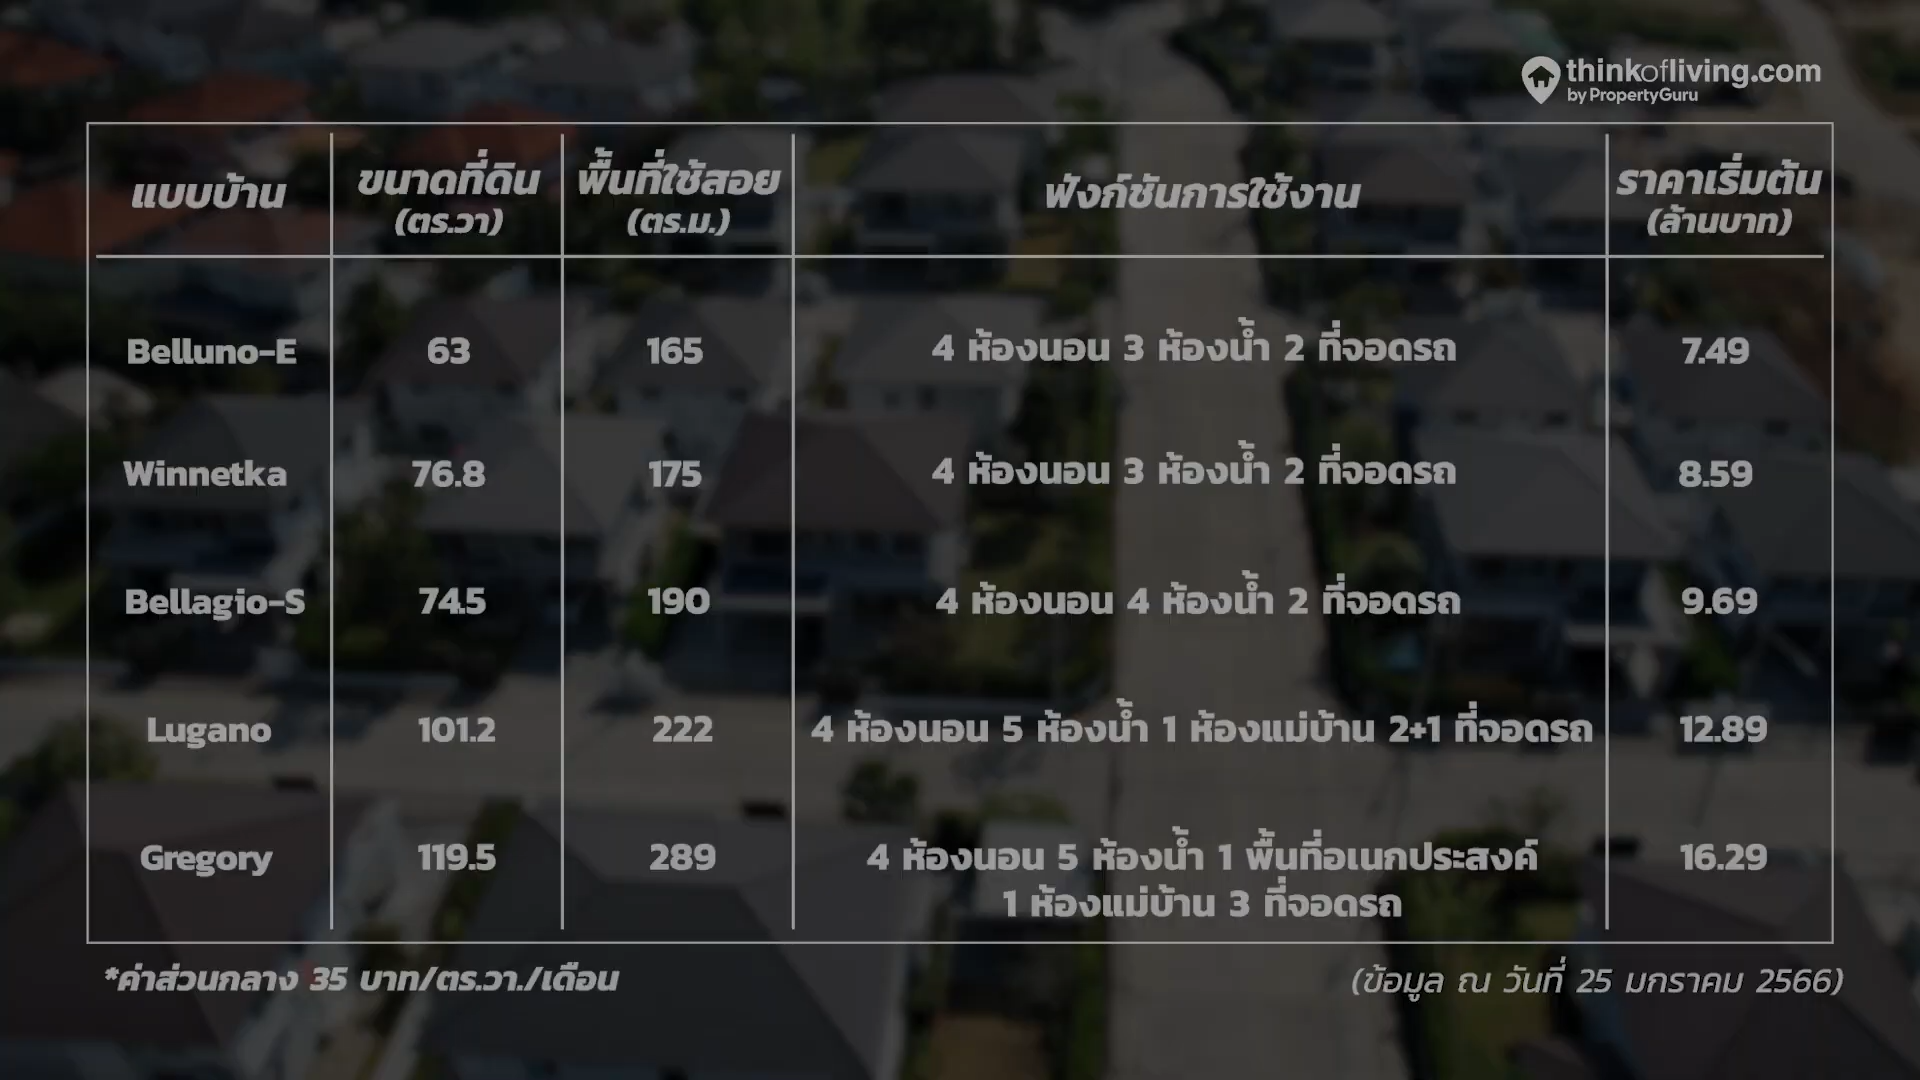 thinkofliving.com
by PropertyGuru
แบบบ้าน ขนาดที่ดิน (ตร.วา) พื้นที่ใช้สอย (ตร.ม.) ฟังก์ชันการใช้งาน ราคาเริ่มต้น (ล้านบาท)
Belluno-E 63 165 4 ห้องนอน 3 ห้องน้ำ 2 ที่จอดรถ 7.49
Winnetka 76.8 175 4 ห้องนอน 3 ห้องน้ำ 2 ที่จอดรถ 8.59
Bellagio-S 74.5 190 4 ห้องนอน 4 ห้องน้ำ 2 ที่จอดรถ 9.69
Lugano 101.2 222 4 ห้องนอน 5 ห้องน้ำ 1 ห้องแม่บ้าน 2+1 ที่จอดรถ 12.89
Gregory 119.5 289 4 ห้องนอน 5 ห้องน้ำ 1 พื้นที่อเนกประสงค์ 16.29
1 ห้องแม่บ้าน 3 ที่จอดรถ
*ค่าส่วนกลาง 35 บาท/ตร.วา./เดือน
(ข้อมูล ณ วันที่ 25 มกราคม 2566)